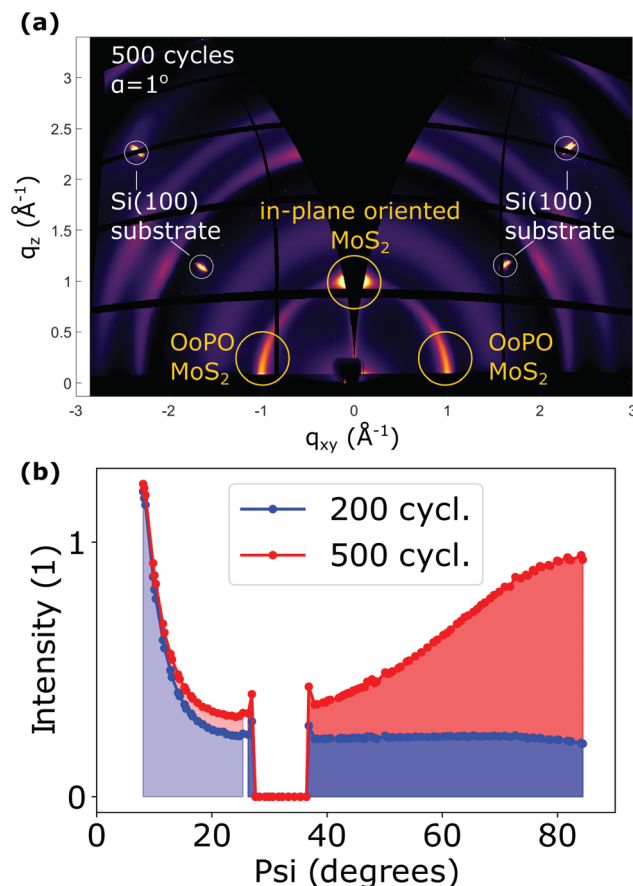 (a)
500 cycles
α=1°
Si(100)
substrate
in-plane oriented
MoS₂
Si(100)
substrate
OoPO
MoS₂
OoPO
MoS₂
3
2.5
2
1.5
1
0.5
0
qz (Å⁻¹)
-3
-2
-1
0
1
2
3
qxy (Å⁻¹)
(b)
200 cycl.
500 cycl.
1
0
Intensity (1)
0
20
40
60
80
Psi (degrees)